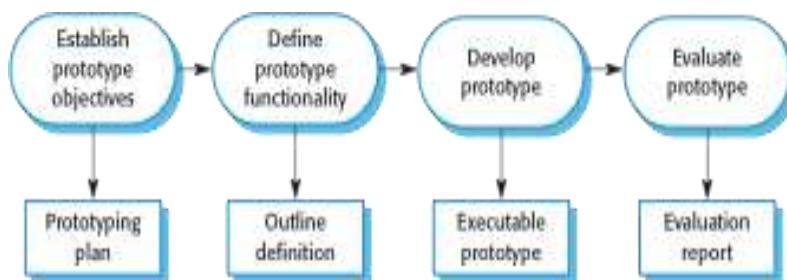 Establish
prototype
objectives
Define
prototype
functionality
Develop
prototype
Evaluate
prototype
Prototyping
plan
Outline
definition
Executable
prototype
Evaluation
report